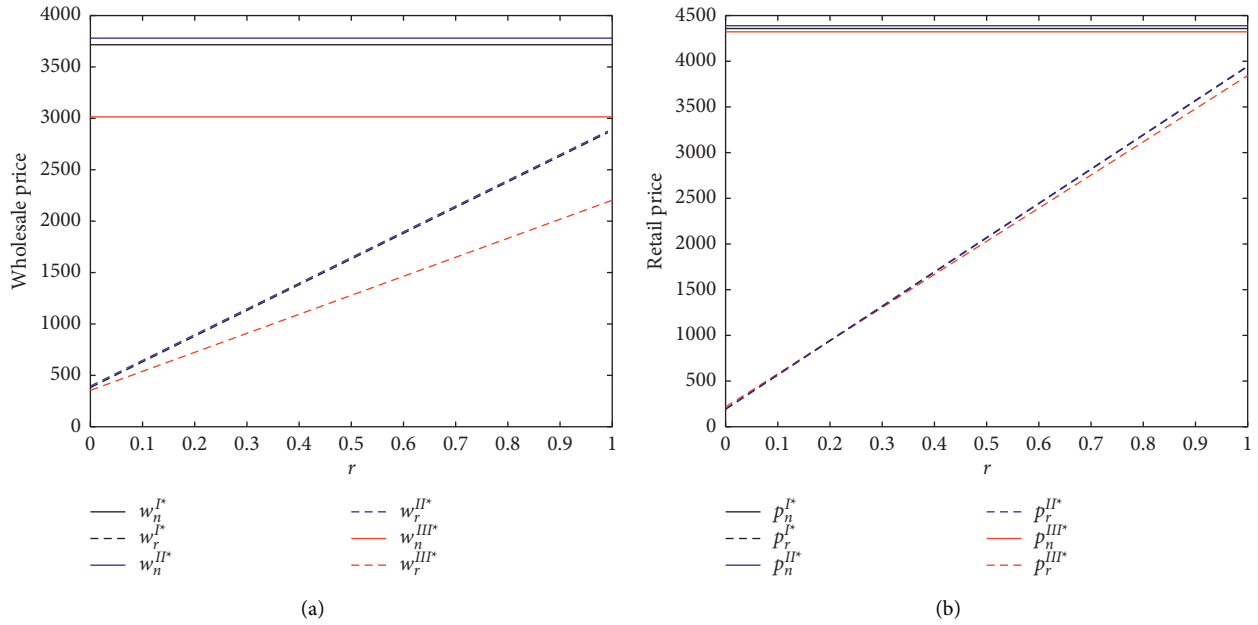 4000
3500
3000
2500
2000
1500
1000
500
0
Wholesale price
0 0.1 0.2 0.3 0.4 0.5 0.6 0.7 0.8 0.9 1
r
w_n^{I*} w_r^{II*}
w_r^{I*} w_n^{III*}
w_n^{II*} w_r^{III*}
(a)
4500
4000
3500
3000
2500
2000
1500
1000
500
0
Retail price
0 0.1 0.2 0.3 0.4 0.5 0.6 0.7 0.8 0.9 1
r
p_n^{I*} p_r^{II*}
p_r^{I*} p_n^{III*}
p_n^{II*} p_r^{III*}
(b)